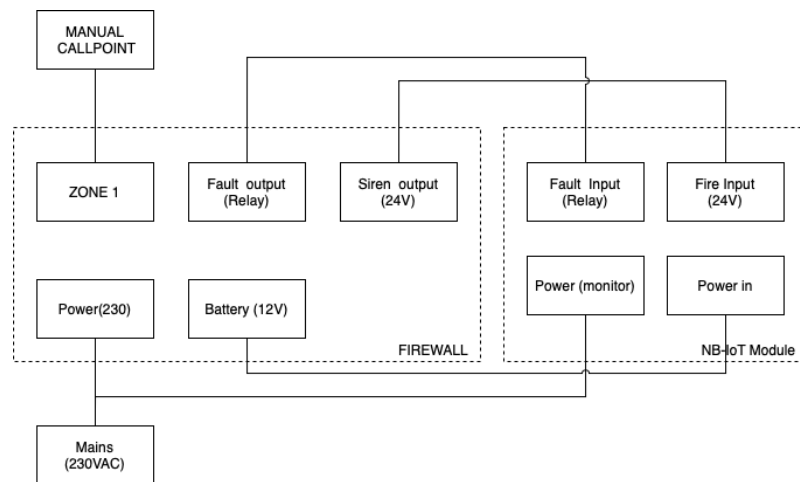 MANUAL
CALLPOINT
ZONE 1
Fault output
(Relay)
Siren output
(24V)
Fault Input
(Relay)
Fire Input
(24V)
Power(230)
Battery (12V)
Power (monitor)
Power in
FIREWALL
NB-IoT Module
Mains
(230VAC)